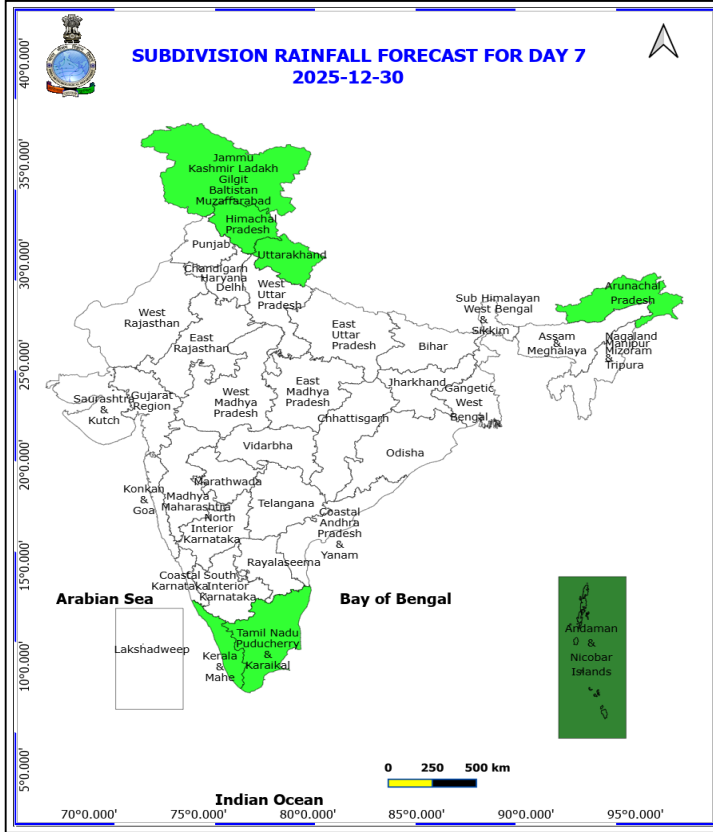 SUBDIVISION RAINFALL FORECAST FOR DAY 7
2025-12-30
40°0.000'
35°0.000'
30°0.000'
25°0.000'
20°0.000'
15°0.000'
10°0.000'
5°0.000'
Jammu
Kashmir Ladakh
Gilgit
Baltistan
Muzaffarabad
Himachal
Pradesh
Punjab
Uttarakhand
Chandigarh
Haryana
Delhi
West
Uttar
Pradesh
Arunachal
Pradesh
West
Rajasthan
East
Rajasthan
East
Uttar
Pradesh
Sub Himalayan
West Bengal
&
Sikkim
Bihar
Assam
&
Meghalaya
Nagaland
Manipur
Mizoram
&
Tripura
Saurashtra
&
Kutch
Gujarat
Region
West
Madhya
Pradesh
East
Madhya
Pradesh
Jharkhand
Gangetic
West
Bengal
Chhattisgarh
Vidarbha
Odisha
Konkan
&
Goa
Madhya
Maharashtra
Marathwada
Telangana
North
Interior
Karnataka
Coastal
Andhra
Pradesh
&
Yanam
Rayalaseema
Coastal
Karnataka
South
Interior
Karnataka
Arabian Sea
Bay of Bengal
Lakshadweep
Kerala
&
Mahe
Tamil Nadu
Puducherry
&
Karaikal
Andaman
&
Nicobar
Islands
0 250 500 km
Indian Ocean
70°0.000' 75°0.000' 80°0.000' 85°0.000' 90°0.000' 95°0.000'